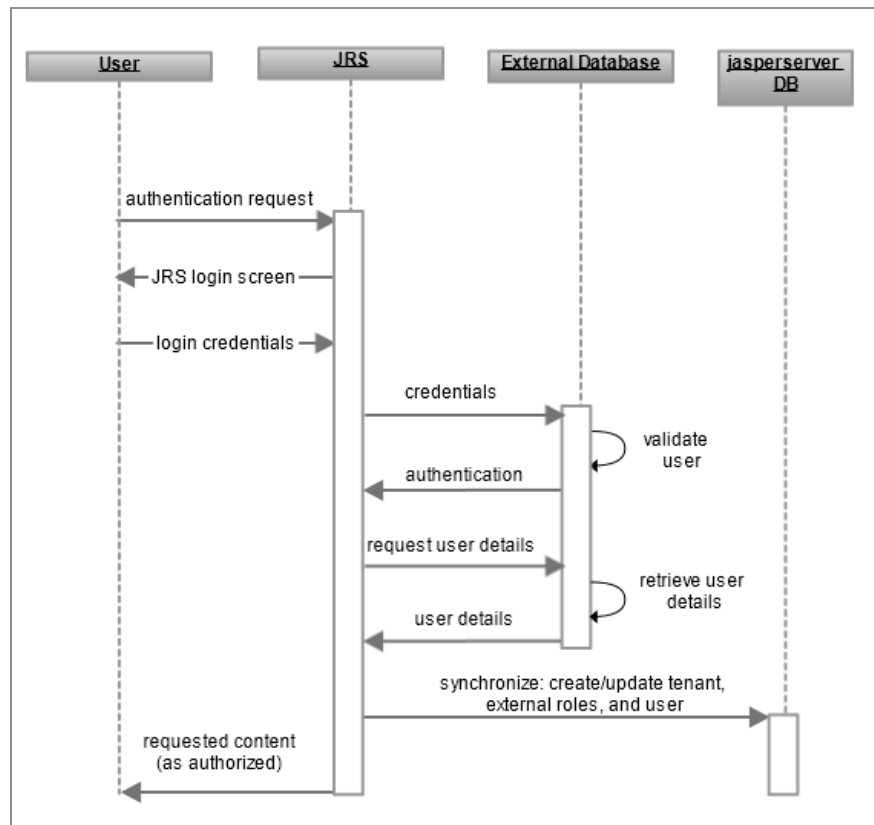 User
JRS
External Database
jasperserver_
DB
authentication request
JRS login screen
login credentials
credentials
validate
user
authentication
request user details
retrieve user
details
user details
synchronize: create/update tenant,
external roles, and user
requested content
(as authorized)